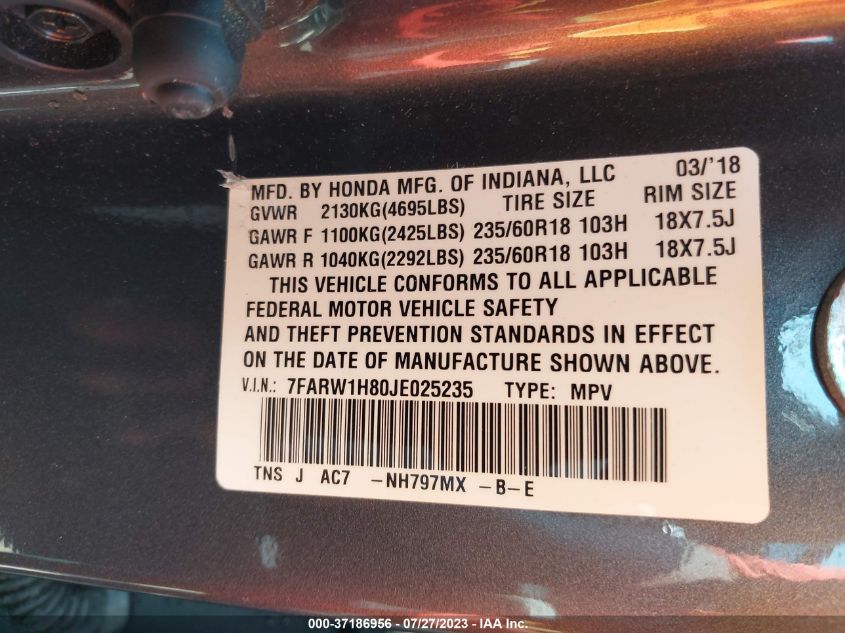 MFD. BY HONDA MFG. OF INDIANA, LLC 03/'18
GVWR 2130KG(4695LBS) TIRE SIZE RIM SIZE
GAWR F 1100KG(2425LBS) 235/60R18 103H 18X7.5J
GAWR R 1040KG(2292LBS) 235/60R18 103H 18X7.5J
THIS VEHICLE CONFORMS TO ALL APPLICABLE
FEDERAL MOTOR VEHICLE SAFETY
AND THEFT PREVENTION STANDARDS IN EFFECT
ON THE DATE OF MANUFACTURE SHOWN ABOVE.
V.I.N.: 7FARW1H80JE025235 TYPE: MPV
TNS J AC7 -NH797MX -B-E
000-37186956 - 07/27/2023 - IAA Inc.